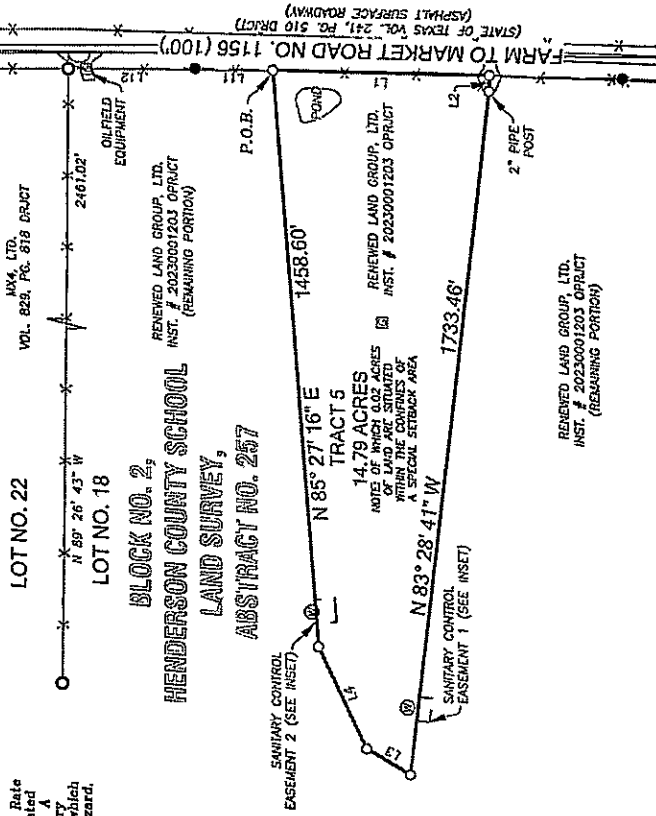 Rate
ted
A
ry
which
zard.
LOT NO. 22
MX4, LTD.
VOL. 829, PG. 818 DRJCT
N 89° 26' 43" W
2461.02'
LOT NO. 18
BLOCK NO. 2,
HENDERSON COUNTY SCHOOL
LAND SURVEY,
ABSTRACT NO. 257
RENEWED LAND GROUP, LTD.
INST. # 20230001203 OPRJCT
(REMAINING PORTION)
OILFIELD
EQUIPMENT
L12
L11
P.O.B.
FARM TO MARKET ROAD NO. 1156 (100')
(STATE OF TEXAS VOL. 241, PG. 510 DRJCT)
(ASPHALT SURFACE ROADWAY)
SANITARY CONTROL
EASEMENT 2 (SEE INSET)
W
N 85° 27' 16" E
1458.60'
POND
L1
TRACT 5
14.79 ACRES
NOTE: OF WHICH 0.02 ACRES
OF LAND ARE SITUATED
WITHIN THE CONFINES OF
A SPECIAL SETBACK AREA
G
RENEWED LAND GROUP, LTD.
INST. # 20230001203 OPRJCT
L4
L3
W
N 83° 28' 41" W
1733.46'
L2
2" PIPE
POST
SANITARY CONTROL
EASEMENT 1 (SEE INSET)
RENEWED LAND GROUP, LTD.
INST. # 20230001203 OPRJCT
(REMAINING PORTION)